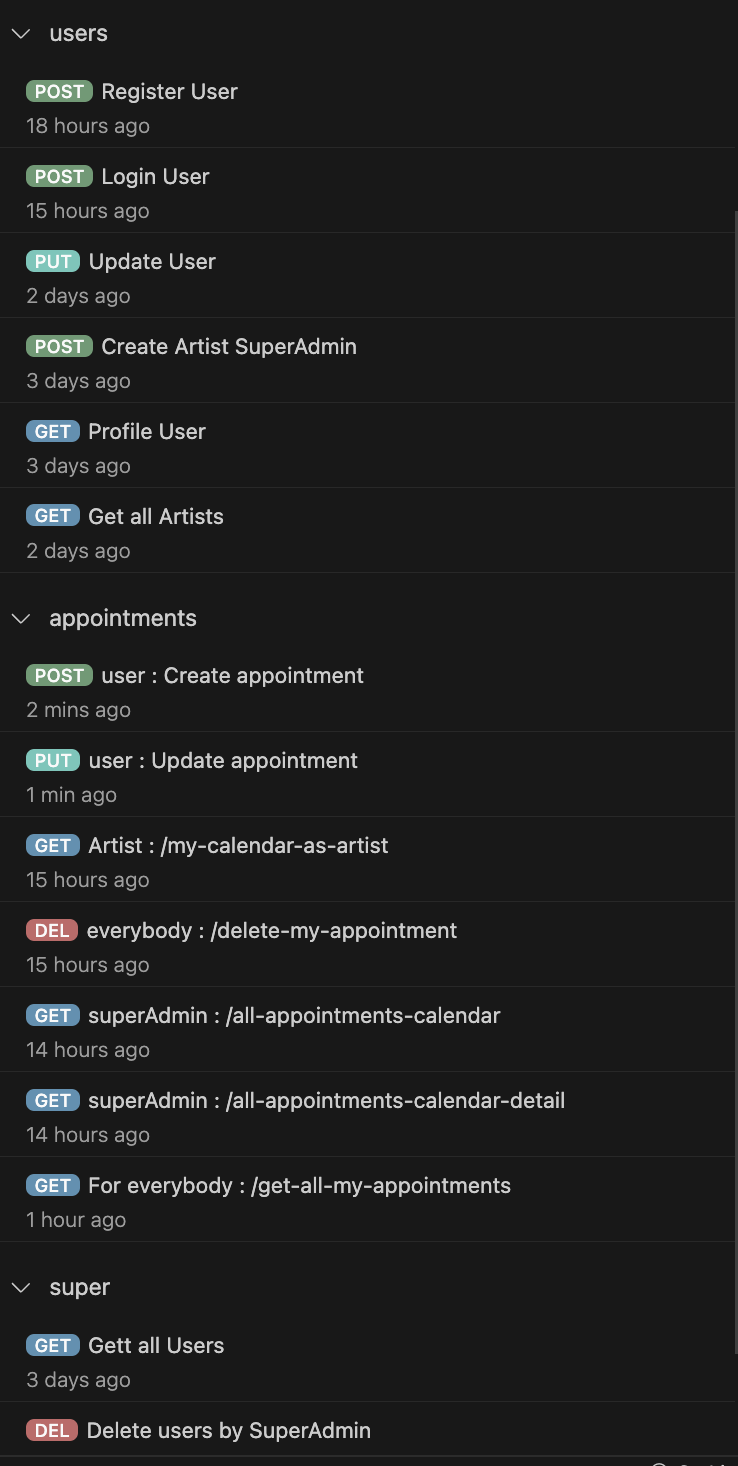 users
POST Register User
18 hours ago
POST Login User
15 hours ago
PUT Update User
2 days ago
POST Create Artist SuperAdmin
3 days ago
GET Profile User
3 days ago
GET Get all Artists
2 days ago
appointments
POST user : Create appointment
2 mins ago
PUT user : Update appointment
1 min ago
GET Artist : /my-calendar-as-artist
15 hours ago
DEL everybody : /delete-my-appointment
15 hours ago
GET superAdmin : /all-appointments-calendar
14 hours ago
GET superAdmin : /all-appointments-calendar-detail
14 hours ago
GET For everybody : /get-all-my-appointments
1 hour ago
super
GET Gett all Users
3 days ago
DEL Delete users by SuperAdmin